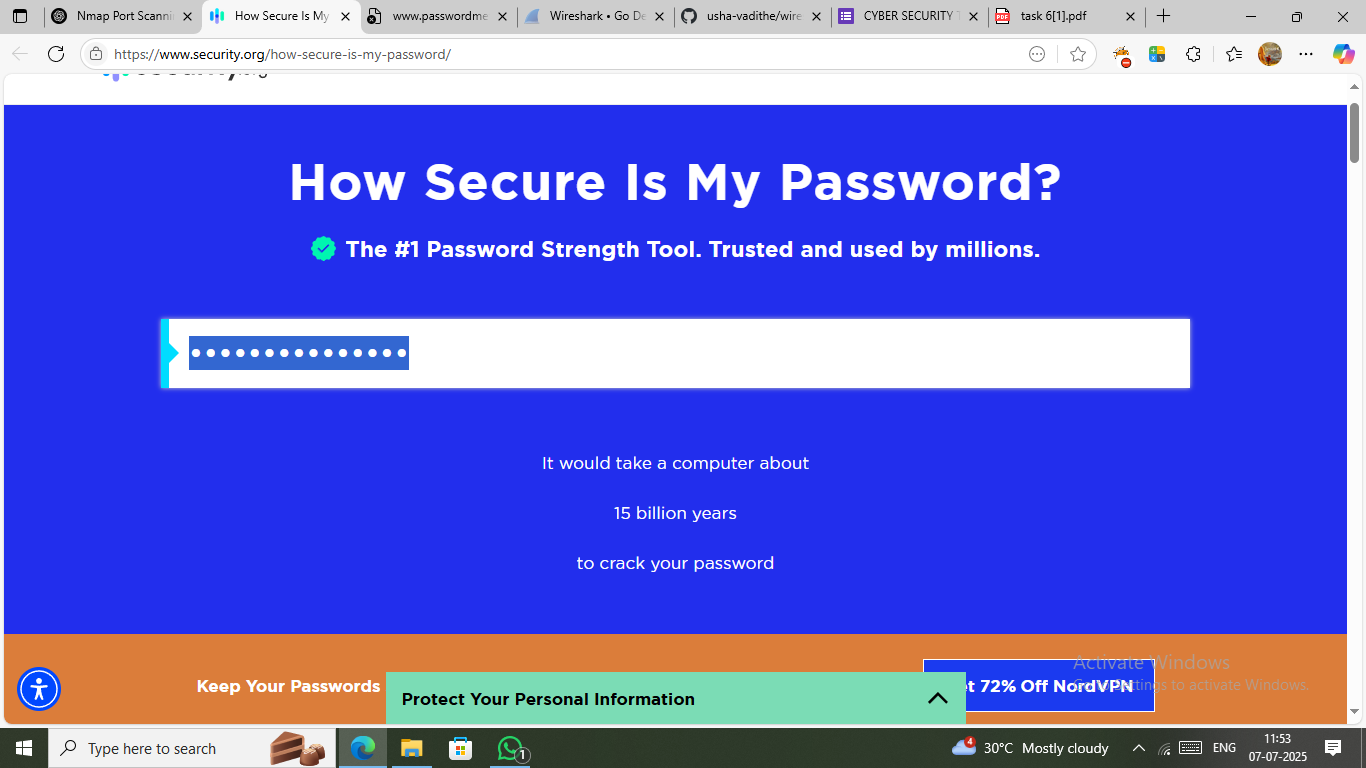 Nmap Port Scanni
How Secure Is My
www.passwordme
Wireshark • Go De
usha-vadithe/wire
CYBER SECURITY T
task 6[1].pdf
https://www.security.org/how-secure-is-my-password/
How Secure Is My Password?
The #1 Password Strength Tool. Trusted and used by millions.
•••••••••••••••
It would take a computer about
15 billion years
to crack your password
Keep Your Passwords
Protect Your Personal Information
et 72% Off NordVPN
Activate Windows
Go to Settings to activate Windows.
Type here to search
1
4
30°C Mostly cloudy
ENG
11:53
07-07-2025